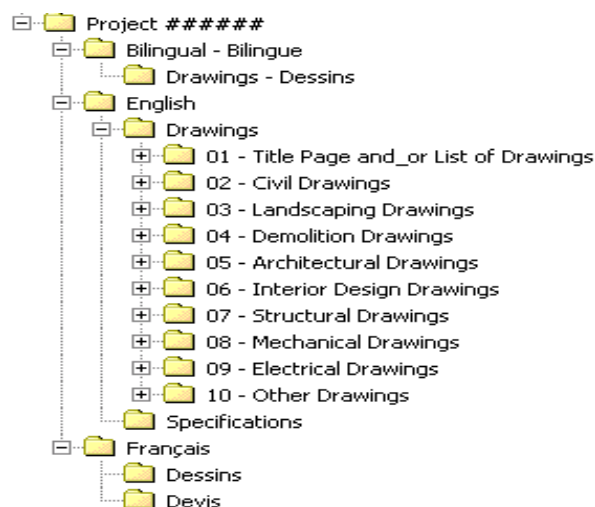 Project ######
Bilingual - Bilingue
Drawings - Dessins
English
Drawings
01 - Title Page and_or List of Drawings
02 - Civil Drawings
03 - Landscaping Drawings
04 - Demolition Drawings
05 - Architectural Drawings
06 - Interior Design Drawings
07 - Structural Drawings
08 - Mechanical Drawings
09 - Electrical Drawings
10 - Other Drawings
Specifications
Français
Dessins
Devis